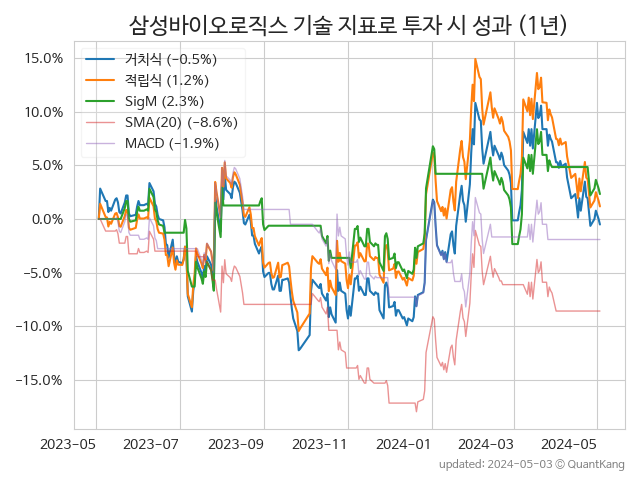 삼성바이오로직스 기술 지표로 투자 시 성과 (1년)
15.0%
10.0%
5.0%
0.0%
−5.0%
−10.0%
−15.0%
거치식 (−0.5%)
적립식 (1.2%)
SigM (2.3%)
SMA(20) (−8.6%)
MACD (−1.9%)
2023-05 2023-07 2023-09 2023-11 2024-01 2024-03 2024-05
updated: 2024-05-03 © QuantKang